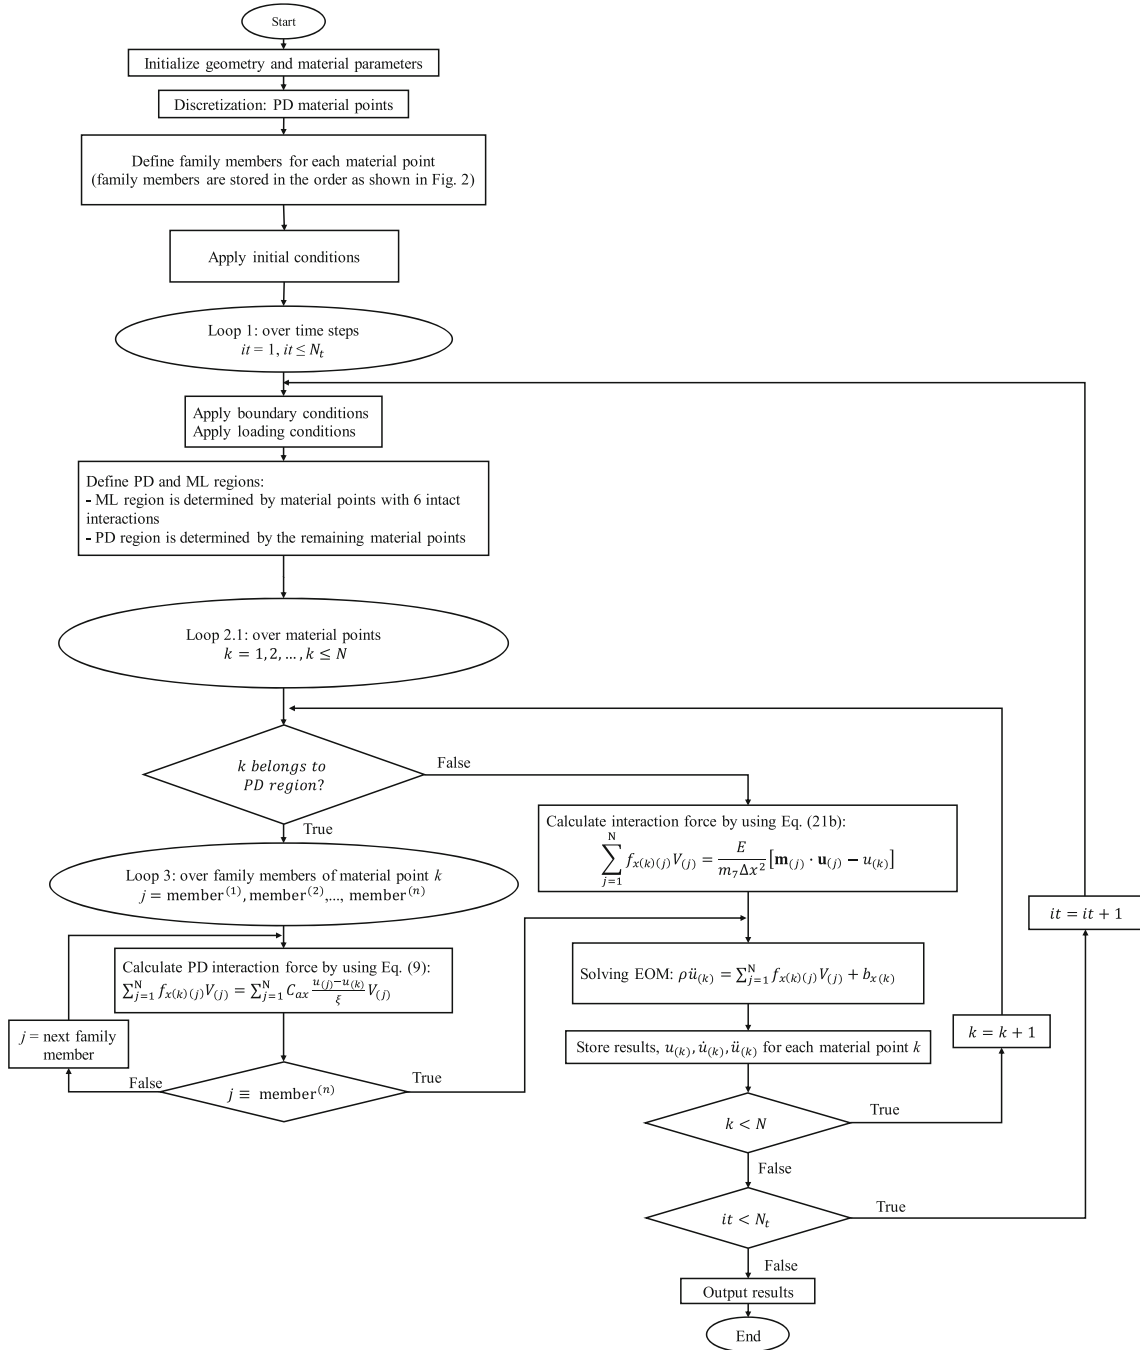 Start
Initialize geometry and material parameters
Discretization: PD material points
Define family members for each material point
(family members are stored in the order as shown in Fig. 2)
Apply initial conditions
Loop 1: over time steps
it = 1, it ≤ N_t
Apply boundary conditions
Apply loading conditions
Define PD and ML regions:
- ML region is determined by material points with 6 intact
interactions
- PD region is determined by the remaining material points
Loop 2.1: over material points
k = 1, 2, ..., k ≤ N
k belongs to
PD region?
False
True
Calculate interaction force by using Eq. (21b):
∑_{j=1}^{N} f_{x(k)(j)} V_{(j)} = \frac{E}{m_7 Δx^2} [𝐦_{(j)} · 𝐮_{(j)} − u_{(k)}]
Loop 3: over family members of material point k
j = member^{(1)}, member^{(2)},..., member^{(n)}
Calculate PD interaction force by using Eq. (9):
∑_{j=1}^{N} f_{x(k)(j)} V_{(j)} = ∑_{j=1}^{N} C_{ax} \frac{u_{(j)}−u_{(k)}}{ξ} V_{(j)}
j = next family
member
False
j ≡ member^{(n)}
True
Solving EOM: ρü_{(k)} = ∑_{j=1}^{N} f_{x(k)(j)} V_{(j)} + b_{x(k)}
Store results, u_{(k)}, u̇_{(k)}, ü_{(k)} for each material point k
k < N
True
k = k + 1
False
it < N_t
True
it = it + 1
False
Output results
End